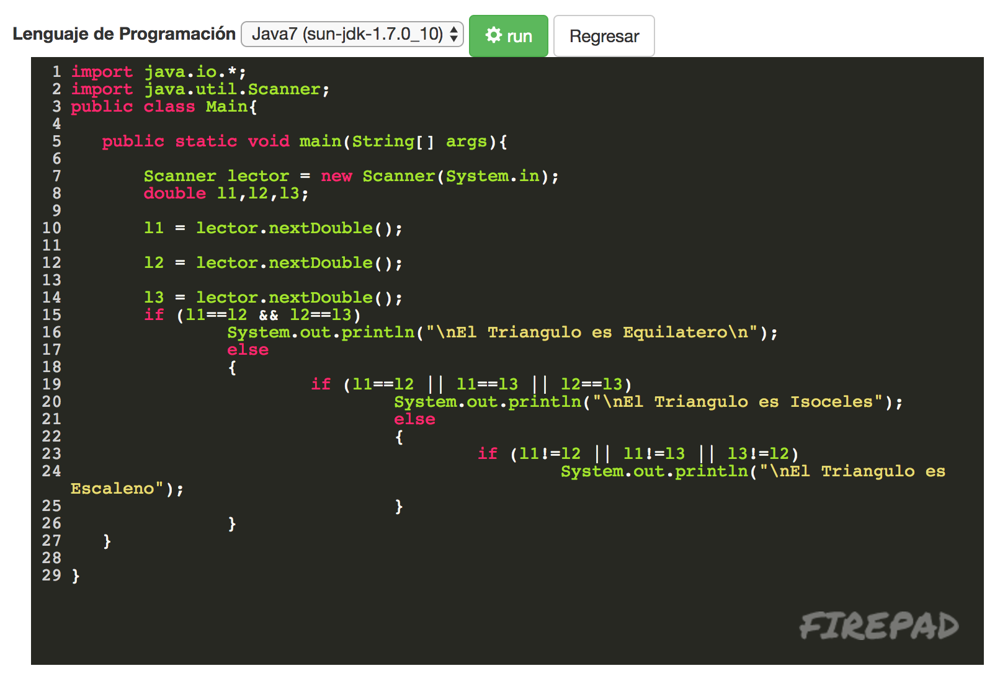 Lenguaje de Programación Java7 (sun-jdk-1.7.0_10) run Regresar
1 import java.io.*;
2 import java.util.Scanner;
3 public class Main{
4
5    public static void main(String[] args){
6
7        Scanner lector = new Scanner(System.in);
8        double l1,l2,l3;
9
10        l1 = lector.nextDouble();
11
12        l2 = lector.nextDouble();
13
14        l3 = lector.nextDouble();
15        if (l1==l2 && l2==l3)
16                System.out.println("\nEl Triangulo es Equilatero\n");
17                else
18                {
19                        if (l1==l2 || l1==l3 || l2==l3)
20                                System.out.println("\nEl Triangulo es Isoceles");
21                                else
22                                {
23                                        if (l1!=l2 || l1!=l3 || l3!=l2)
24                                                System.out.println("\nEl Triangulo es
Escaleno");
25                                }
26                }
27    }
28
29 }
FIREPAD